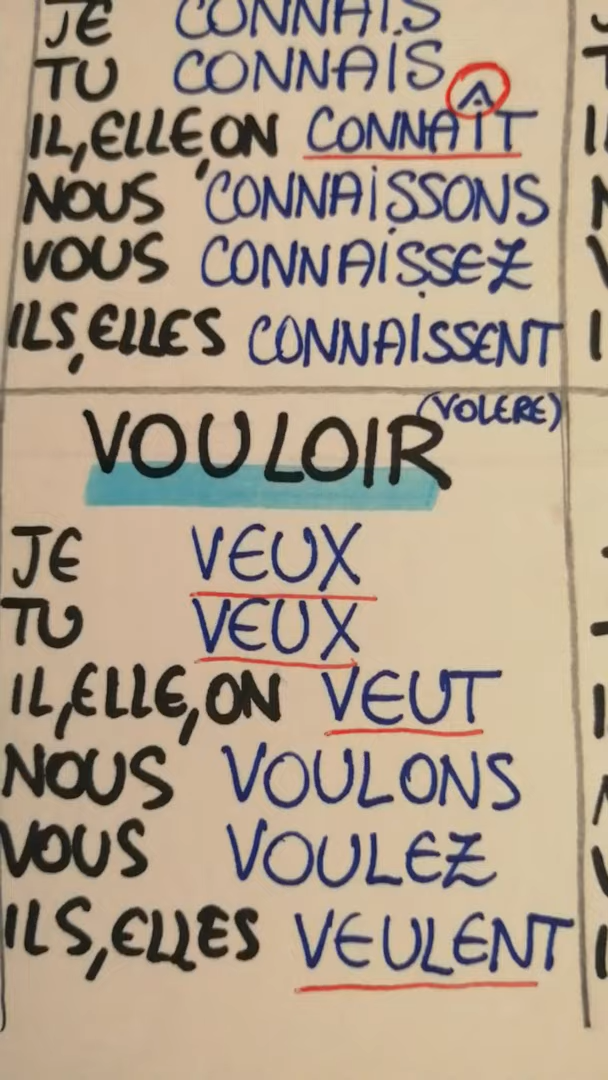 JE CONNAIS
TU CONNAIS
IL,ELLE,ON CONNAÎT
NOUS CONNAISSONS
VOUS CONNAISSEZ
ILS,ELLES CONNAISSENT
(VOLERE)
VOULOIR
JE VEUX
TU VEUX
IL,ELLE,ON VEUT
NOUS VOULONS
VOUS VOULEZ
ILS,ELLES VEULENT